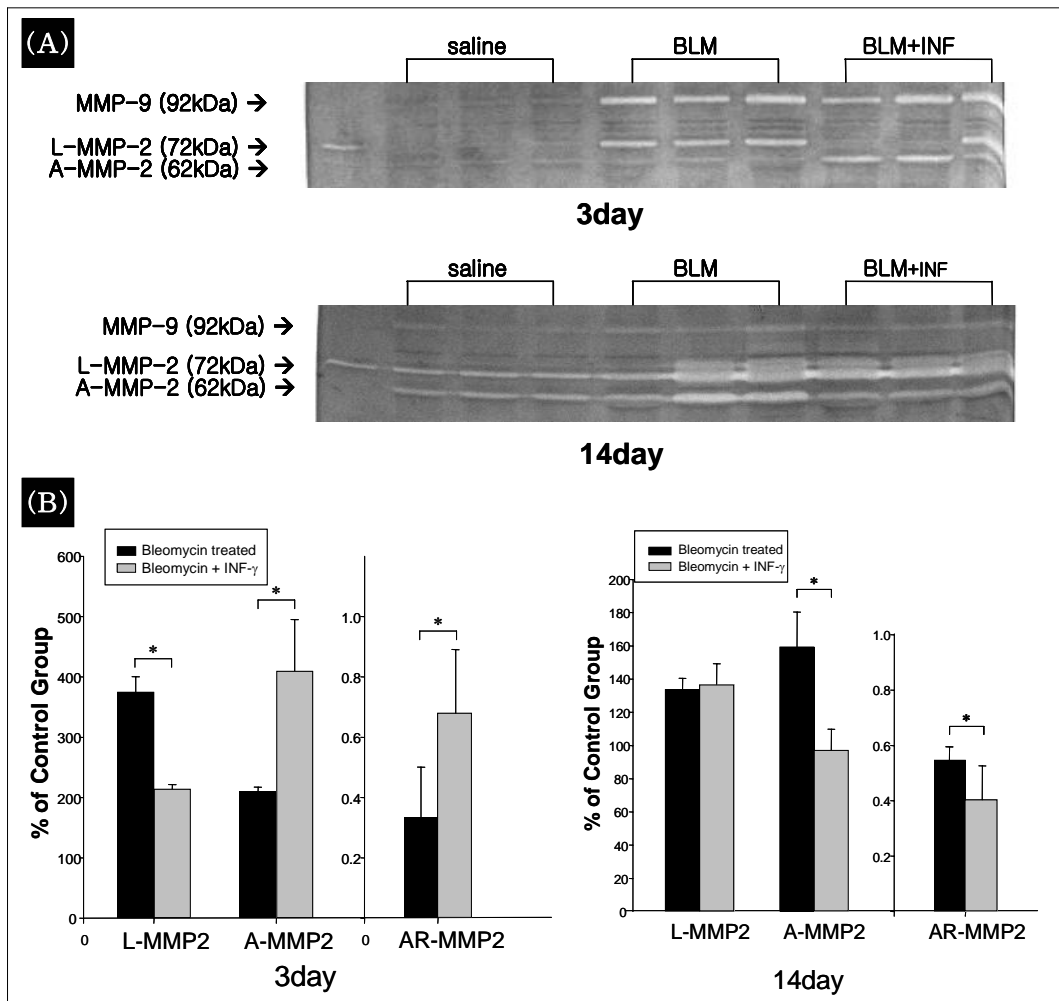 (A)
saline BLM BLM+INF
MMP-9 (92kDa) →
L-MMP-2 (72kDa) →
A-MMP-2 (62kDa) →
3day
saline BLM BLM+INF
MMP-9 (92kDa) →
L-MMP-2 (72kDa) →
A-MMP-2 (62kDa) →
14day
(B)
Bleomycin treated
Bleomycin + INF-γ
% of Control Group
600
500
400
300
200
100
0
0
L-MMP2 A-MMP2
*
*
1.0
0.8
0.6
0.4
0.2
0
AR-MMP2
*
3day
Bleomycin treated
Bleomycin + INF-γ
% of Control Group
200
180
160
140
120
100
80
60
40
20
0
L-MMP2 A-MMP2
*
1.0
0.8
0.6
0.4
0.2
AR-MMP2
*
14day